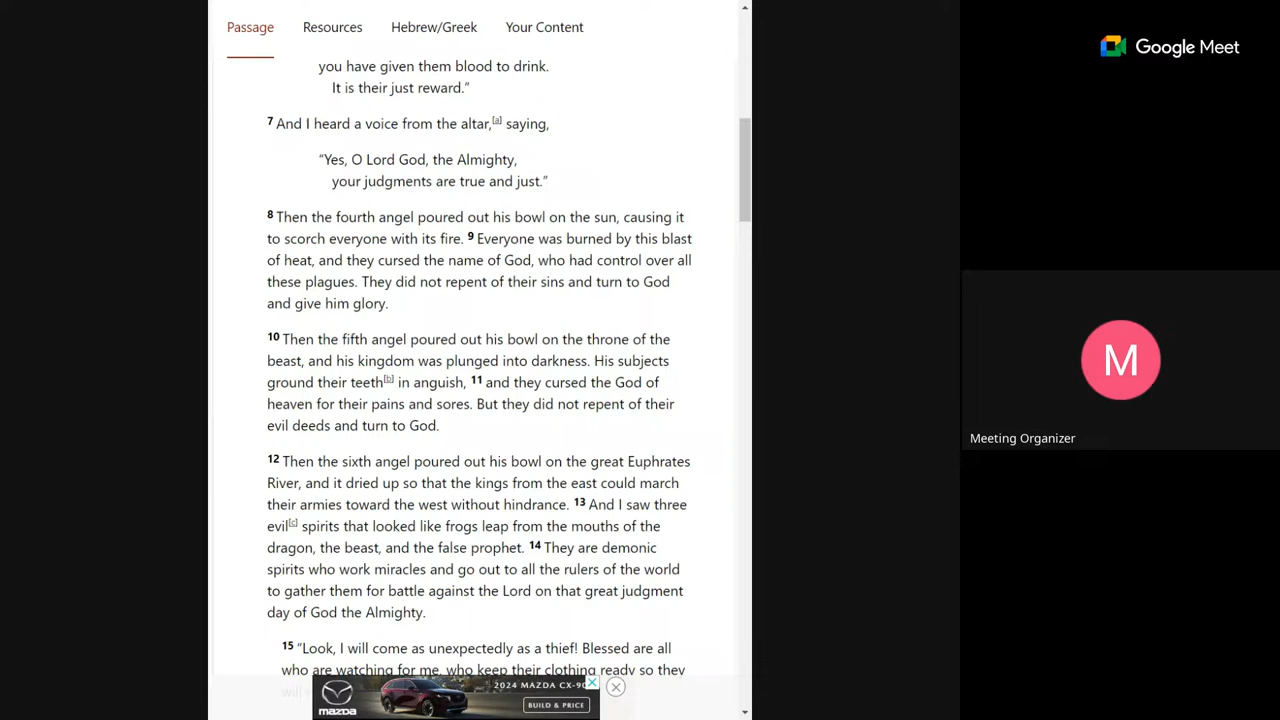 Passage Resources Hebrew/Greek Your Content
Google Meet
you have given them blood to drink.
It is their just reward.”
7 And I heard a voice from the altar,[a] saying,
“Yes, O Lord God, the Almighty,
your judgments are true and just.”
8 Then the fourth angel poured out his bowl on the sun, causing it
to scorch everyone with its fire. 9 Everyone was burned by this blast
of heat, and they cursed the name of God, who had control over all
these plagues. They did not repent of their sins and turn to God
and give him glory.
10 Then the fifth angel poured out his bowl on the throne of the
beast, and his kingdom was plunged into darkness. His subjects
ground their teeth[b] in anguish, 11 and they cursed the God of
heaven for their pains and sores. But they did not repent of their
evil deeds and turn to God.
12 Then the sixth angel poured out his bowl on the great Euphrates
River, and it dried up so that the kings from the east could march
their armies toward the west without hindrance. 13 And I saw three
evil[c] spirits that looked like frogs leap from the mouths of the
dragon, the beast, and the false prophet. 14 They are demonic
spirits who work miracles and go out to all the rulers of the world
to gather them for battle against the Lord on that great judgment
day of God the Almighty.
15 “Look, I will come as unexpectedly as a thief! Blessed are all
who are watching for me, who keep their clothing ready so they
will
mazda
2024 MAZDA CX-90
BUILD & PRICE
M
Meeting Organizer